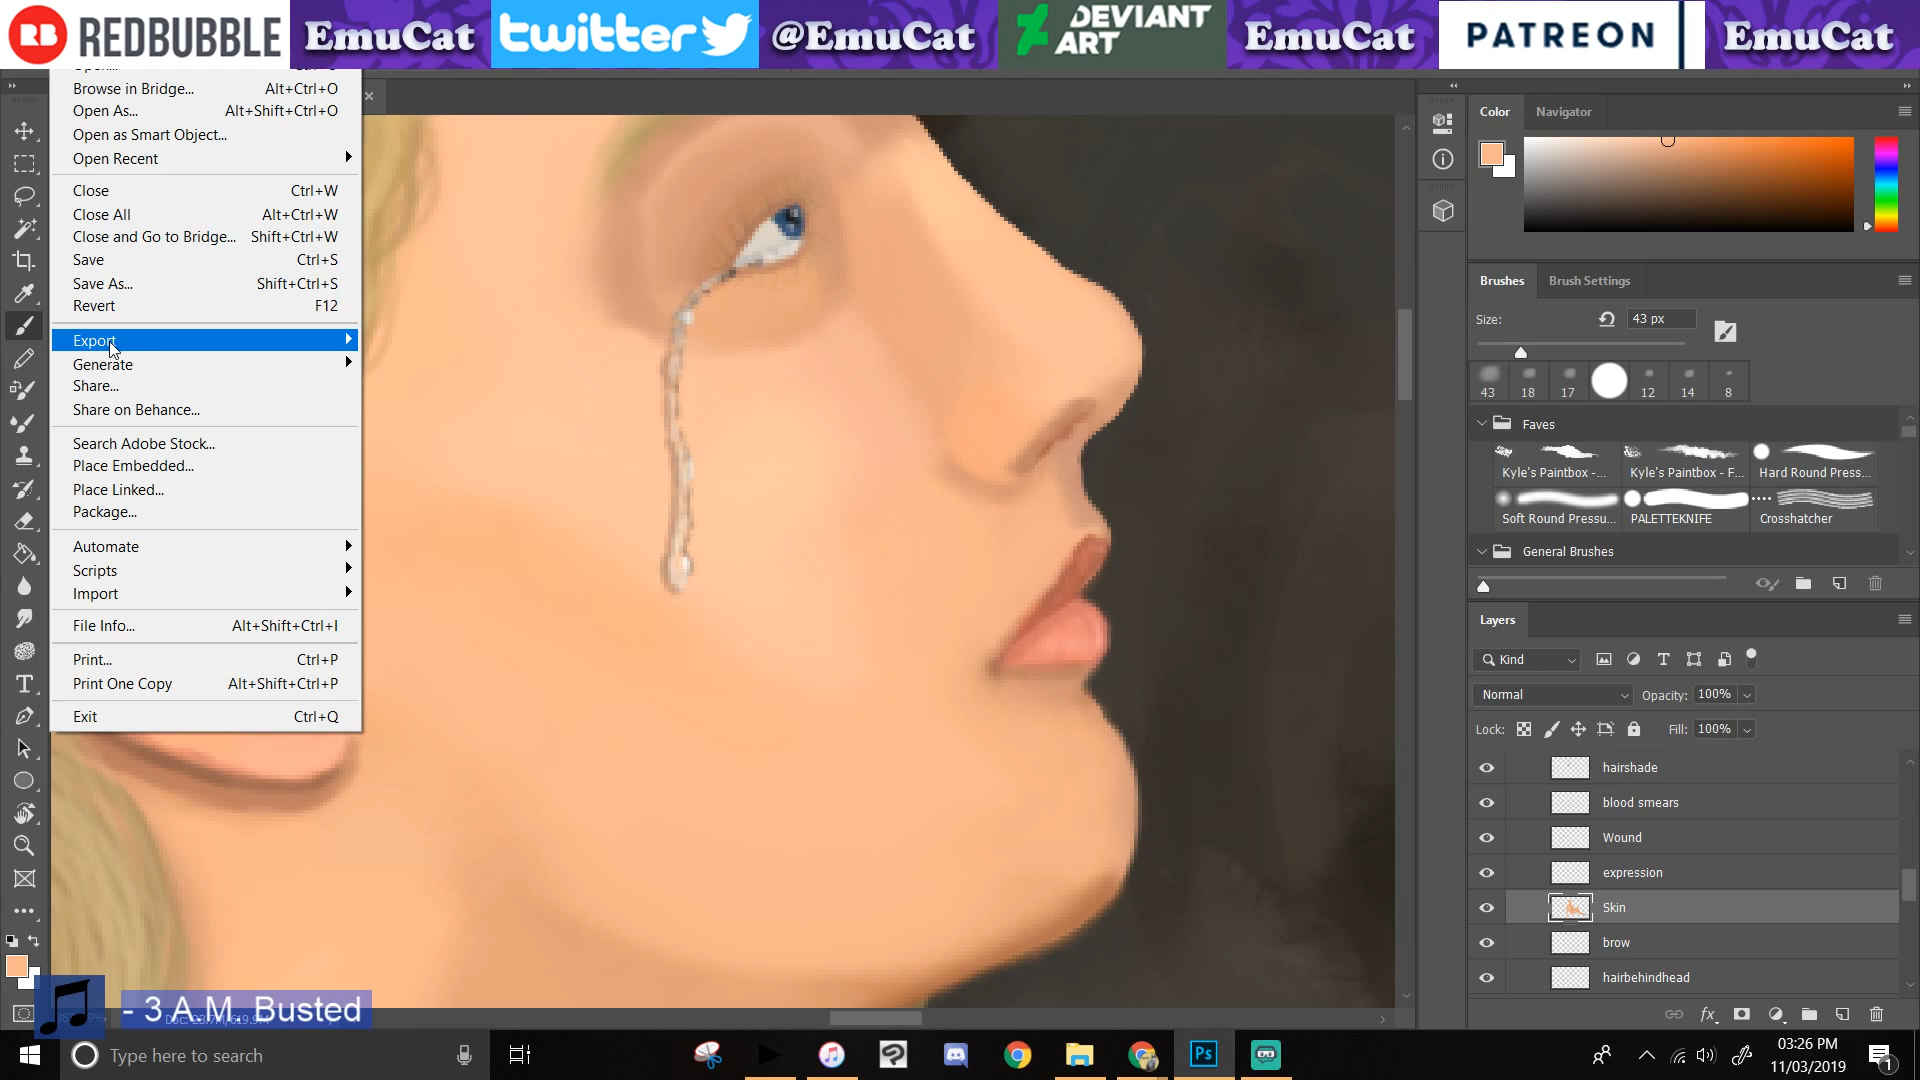 REDBUBBLE EmuCat twitter @EmuCat DEVIANT ART EmuCat PATREON EmuCat
Browse in Bridge... Alt+Ctrl+O
Open As... Alt+Shift+Ctrl+O
Open as Smart Object...
Open Recent
Close Ctrl+W
Close All Alt+Ctrl+W
Close and Go to Bridge... Shift+Ctrl+W
Save Ctrl+S
Save As... Shift+Ctrl+S
Revert F12
Export
Generate
Share...
Share on Behance...
Search Adobe Stock...
Place Embedded...
Place Linked...
Package...
Automate
Scripts
Import
File Info... Alt+Shift+Ctrl+I
Print... Ctrl+P
Print One Copy Alt+Shift+Ctrl+P
Exit Ctrl+Q
Color Navigator
Brushes Brush Settings
Size: 43 px
43 18 17 12 14 8
Faves
Kyle's Paintbox -... Kyle's Paintbox - F... Hard Round Press...
Soft Round Pressu... PALETTEKNIFE Crosshatcher
General Brushes
Layers
Kind
Normal Opacity: 100%
Lock: Fill: 100%
hairshade
blood smears
Wound
expression
Skin
brow
hairbehindhead
fx
- 3 A.M. Busted
Type here to search
Ps
03:26 PM
11/03/2019
1